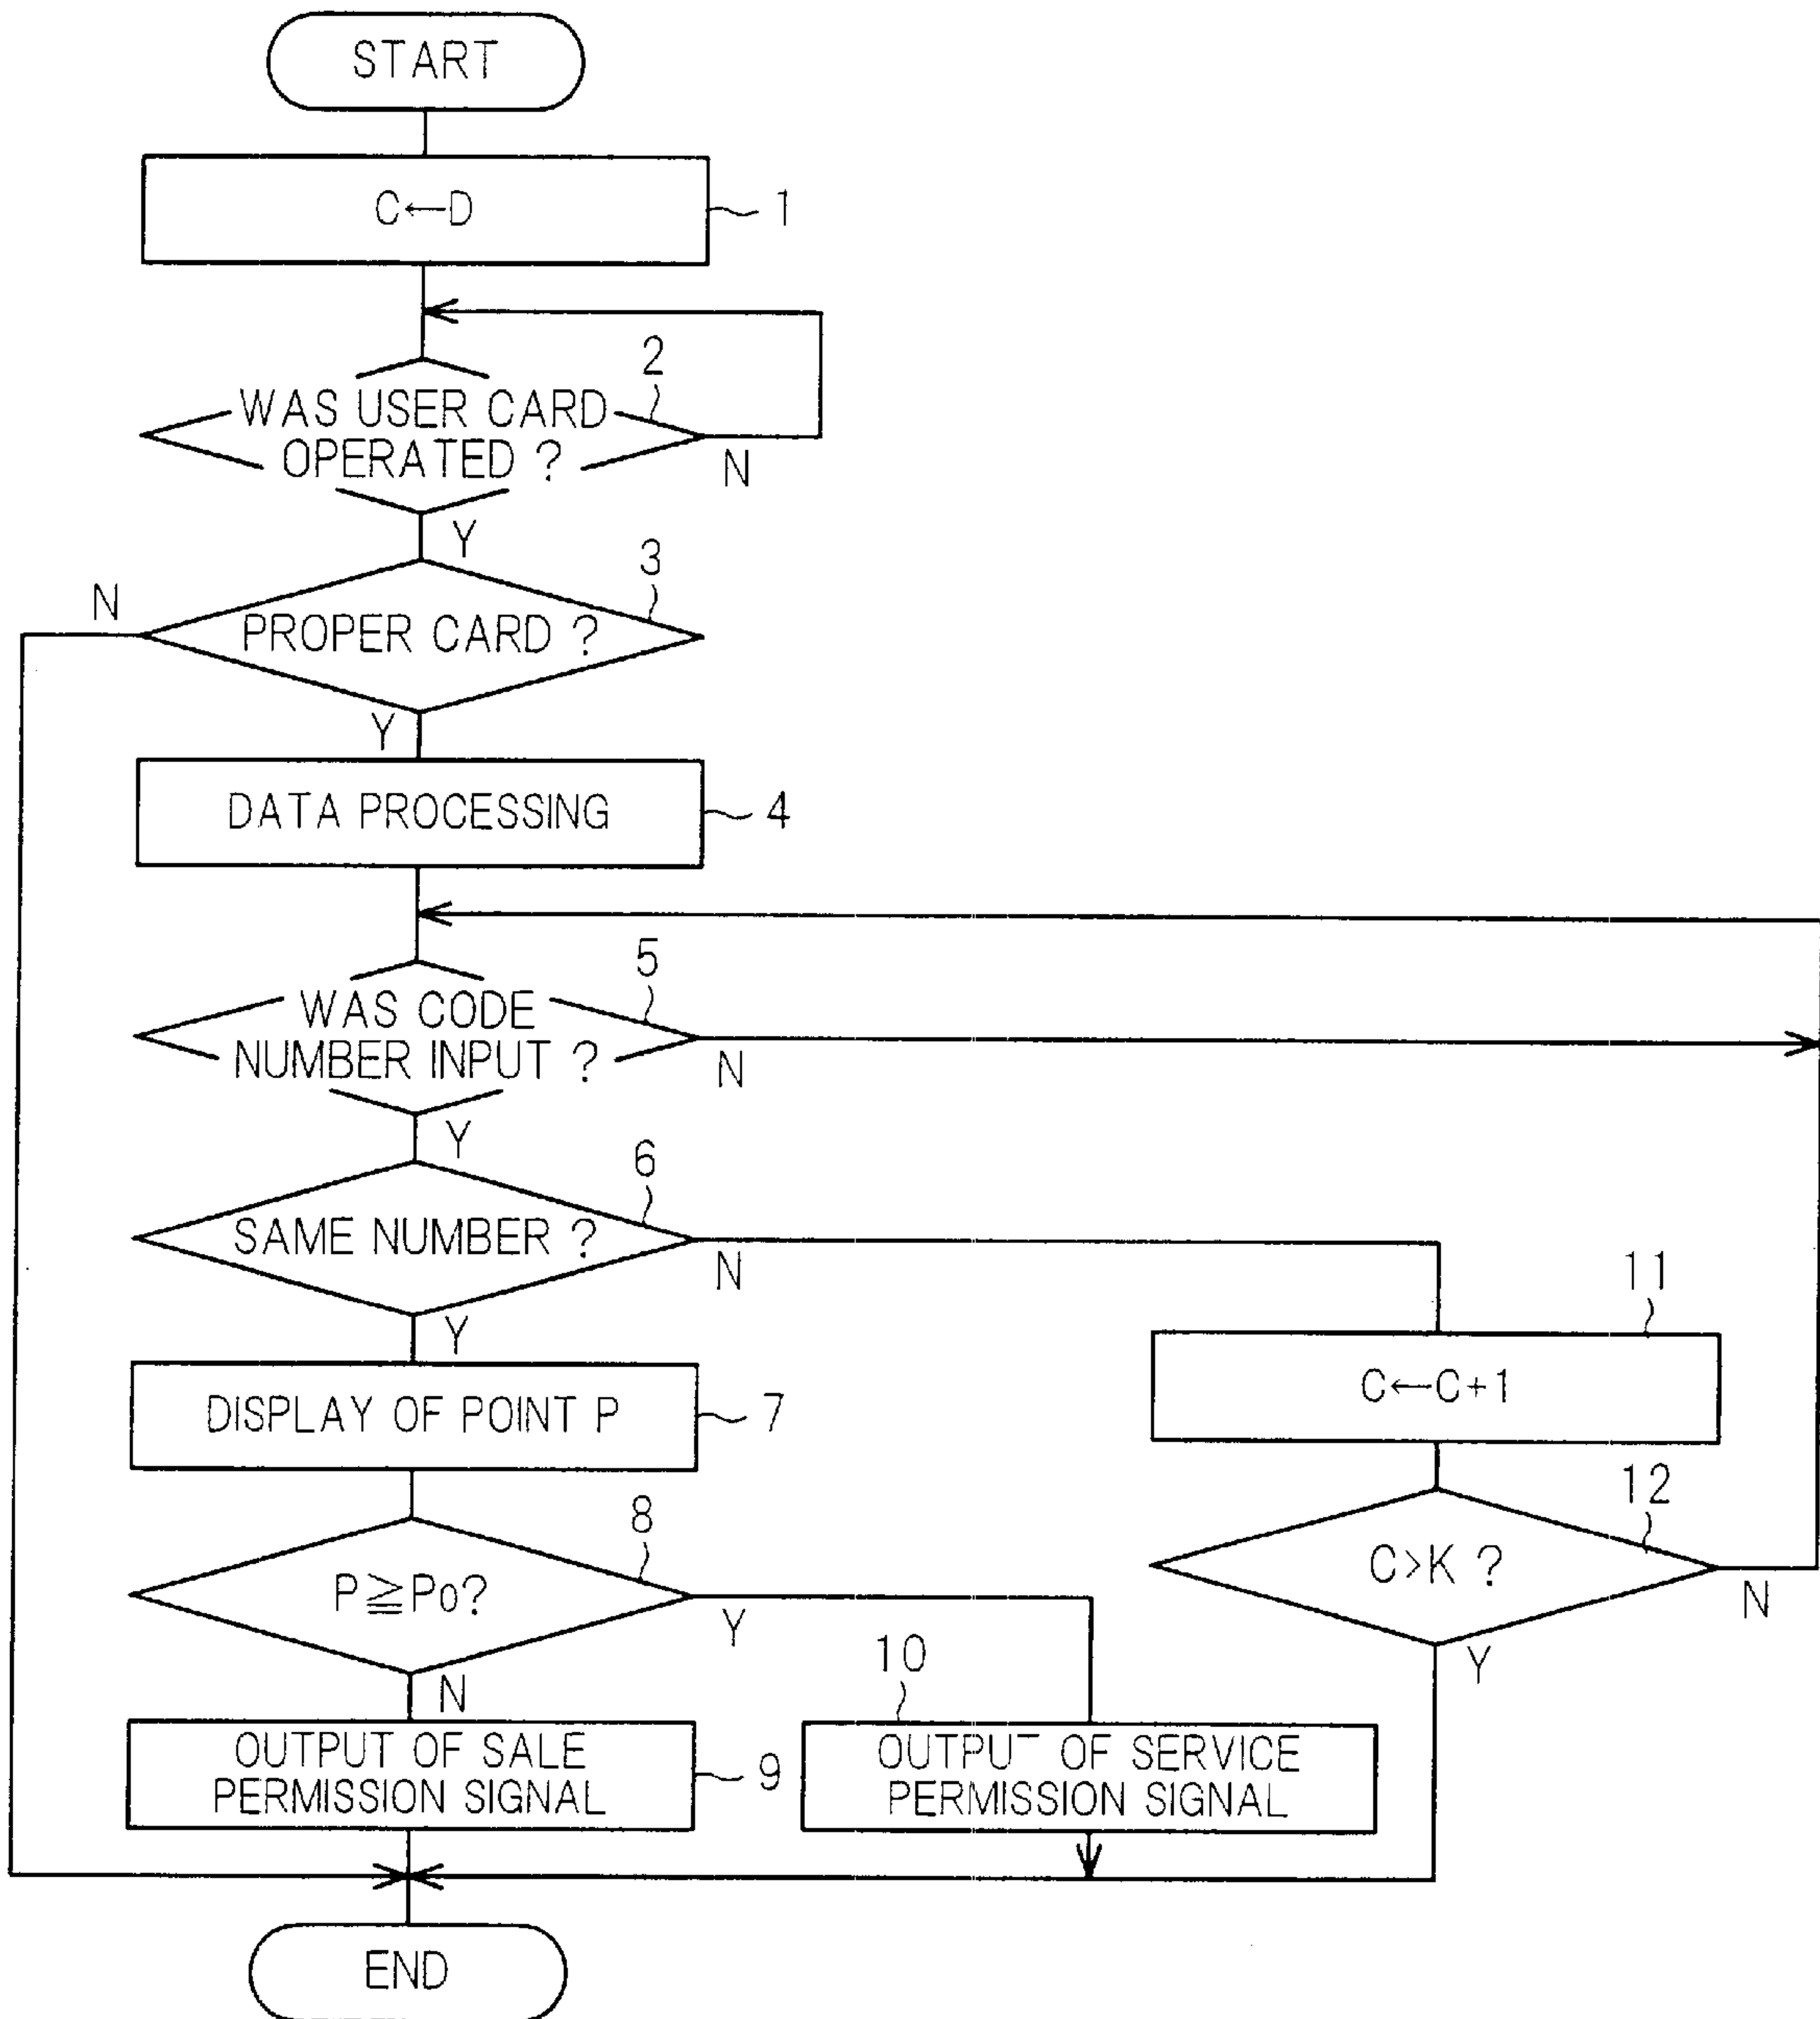 START
C←D
1
2
WAS USER CARD
OPERATED ?
N
Y
3
N
PROPER CARD ?
Y
DATA PROCESSING
4
5
WAS CODE
NUMBER INPUT ?
N
Y
6
SAME NUMBER ?
N
Y
11
C←C+1
DISPLAY OF POINT P
7
12
C>K ?
N
Y
8
P≧Po?
Y
N
10
OUTPUT OF SALE
PERMISSION SIGNAL
9
OUTPUT OF SERVICE
PERMISSION SIGNAL
END